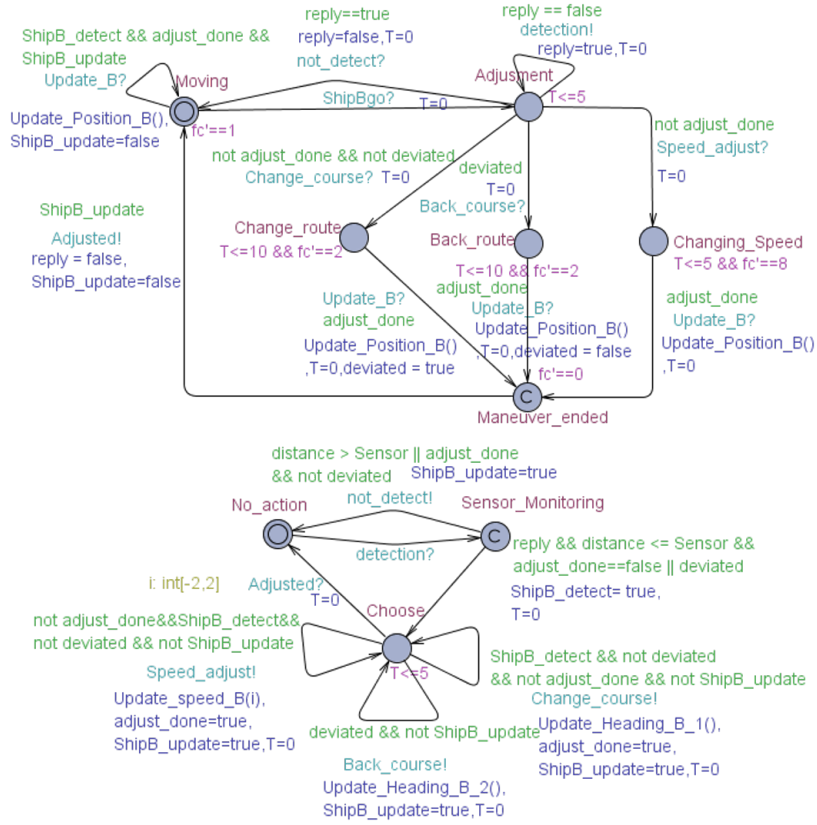 reply==true
reply=false,T=0
not_detect?
reply == false
detection!
reply=true,T=0
ShipB_detect && adjust_done &&
ShipB_update
Update_B?
Moving
Adjusment
T<=5
ShipBgo?
T=0
Update_Position_B(),
ShipB_update=false
fc'==1
not adjust_done && not deviated
Change_course?
T=0
deviated
T=0
Back_course?
not adjust_done
Speed_adjust?
T=0
ShipB_update
Adjusted!
reply = false,
ShipB_update=false
Change_route
T<=10 && fc'==2
Back_route
T<=10 && fc'==2
Changing_Speed
T<=5 && fc'==8
Update_B?
adjust_done
Update_Position_B()
,T=0,deviated = true
adjust_done
Update_B?
Update_Position_B()
,T=0,deviated = false
adjust_done
Update_B?
Update_Position_B()
,T=0
fc'==0
C
Maneuver_ended
distance > Sensor || adjust_done
&& not deviated
ShipB_update=true
not_detect!
No_action
Sensor_Monitoring
C
detection?
reply && distance <= Sensor &&
adjust_done==false || deviated
ShipB_detect= true,
T=0
i: int[-2,2]
Adjusted?
T=0
Choose
T<=5
not adjust_done&&ShipB_detect&&
not deviated && not ShipB_update
Speed_adjust!
Update_speed_B(i),
adjust_done=true,
ShipB_update=true,T=0
ShipB_detect && not deviated
&& not adjust_done && not ShipB_update
Change_course!
Update_Heading_B_1(),
adjust_done=true,
ShipB_update=true,T=0
deviated && not ShipB_update
Back_course!
Update_Heading_B_2(),
ShipB_update=true,T=0